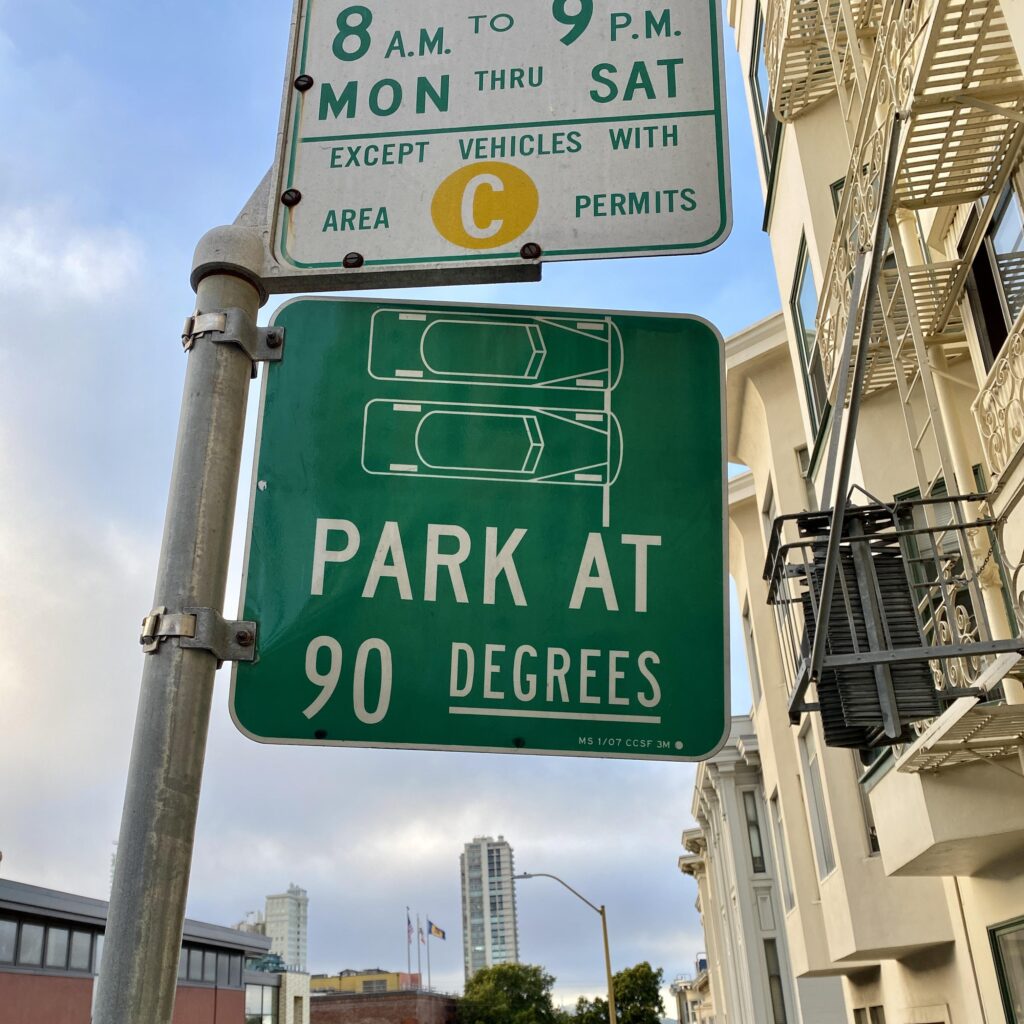 8 A.M. TO 9 P.M.
MON THRU SAT
EXCEPT VEHICLES WITH
AREA C PERMITS
PARK AT
90 DEGREES
MS 1/07 CCSF 3M